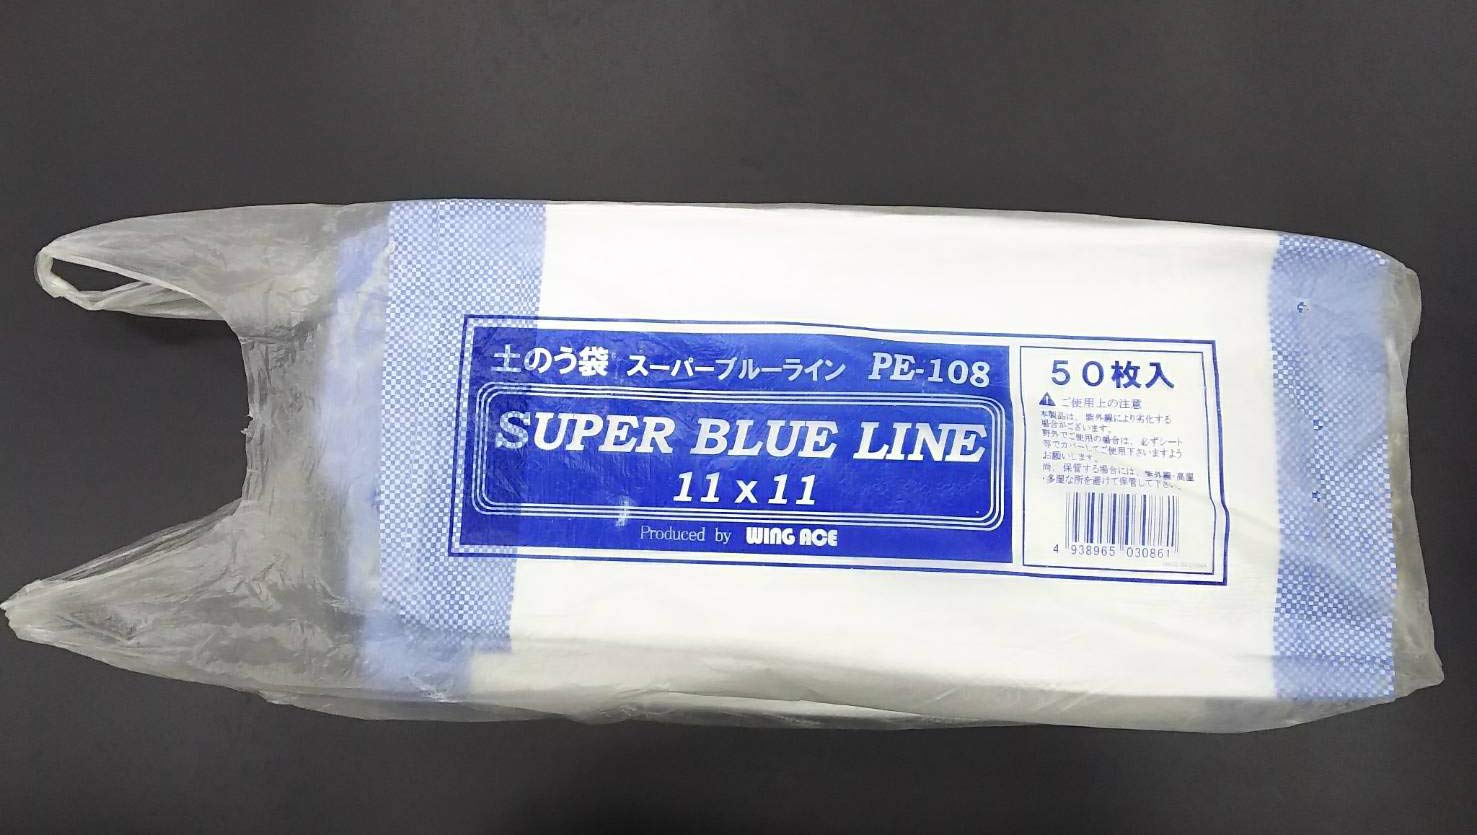 土のう袋 スーパーブルーライン PE-108
SUPER BLUE LINE
11 x 11
Produced by WING ACE
50枚入
ご使用上の注意
本製品は、紫外線により劣化する
場合がございます。
野外でご使用の場合は、必ずシート
等でカバーしてご使用下さいますよう
お願いします。
尚、保管する場合には、紫外線・高温
・多湿な所を避けて保管して下さい。
4 938965 030861